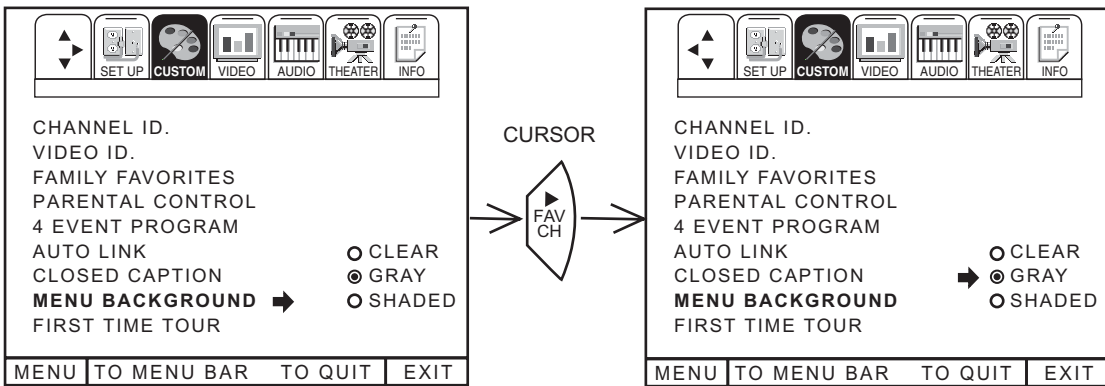 SET UP CUSTOM VIDEO AUDIO THEATER INFO
CHANNEL ID.
VIDEO ID.
FAMILY FAVORITES
PARENTAL CONTROL
4 EVENT PROGRAM
AUTO LINK CLEAR
CLOSED CAPTION GRAY
MENU BACKGROUND SHADED
FIRST TIME TOUR
MENU TO MENU BAR TO QUIT EXIT
CURSOR
FAV
CH
SET UP CUSTOM VIDEO AUDIO THEATER INFO
CHANNEL ID.
VIDEO ID.
FAMILY FAVORITES
PARENTAL CONTROL
4 EVENT PROGRAM
AUTO LINK CLEAR
CLOSED CAPTION GRAY
MENU BACKGROUND SHADED
FIRST TIME TOUR
MENU TO MENU BAR TO QUIT EXIT